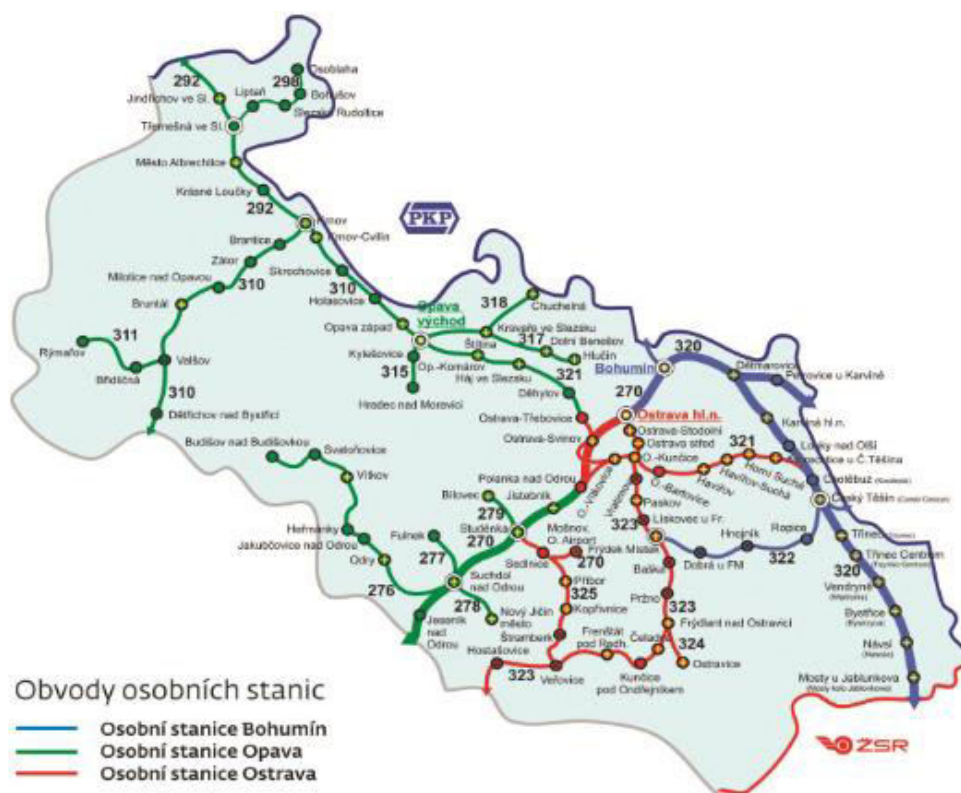 292
298
Osoblaha
Liptaň
Bohušov
Jindřichov ve Sl.
Slezské Rudoltice
Třemešná ve Sl.
Město Albrechtice
Krásné Loučky
292
Krnov
PKP
Krnov-Cvilín
Brantice
Zátor
Skrochovice
Milotice nad Opavou
310
310
Holasovice
Bruntál
Opava
východ
318
Chuchelná
Opava západ
Kravaře ve Slezsku
311
317
Dolní Benešov
Rýmařov
Štítina
Hlučín
Kylešovice
320
Valšov
Op.-Komárov
Bohumín
Dětmarovice
Břidličná
315
Háj ve Slezsku
321
Petrovice u Karviné
310
Hradec nad Moravicí
Děhylov
270
Dětřichov nad Bystřicí
Ostrava-Třebovice
Ostrava hl.n.
Karviná hl.n.
Budišov nad Budišovkou
Ostrava-Stodolní
Ostrava-Svinov
Ostrava střed
321
Louky nad Olší
Svatoňovice
O.-Kunčice
Horní Suchá
Albrechtice u Č.Těšína
Vítkov
Polanka nad Odrou
Havířov-Suchá
Chotěbuz
O.-Vítkovice
Havířov
Bílovec
Jistebník
O.-Bartovice
Vratimov
Český Těšín
279
Paskov
Heřmánky
Studénka
Mošnov,
O. Airport
323
Lískovec u Fr.
Ropice
Třinec
Jakubčovice nad Odrou
Fulnek
270
Hnojník
Třinec Centrum
Odry
277
270
Frýdek Místek
322
Sedlnice
Dobrá u FM
320
Suchdol
nad Odrou
Baška
Vendryně
276
Příbor
325
Pržno
278
Kopřivnice
323
Bystřice
Nový Jičín
město
Frýdlant nad Ostravicí
Jeseník
nad
Odrou
Štramberk
Frenštát
pod Radh.
Čeladná
324
Návsí
Hostašovice
Ostravice
323
Veřovice
Kunčice
pod Ondřejníkem
Mosty u Jablunkova
Obvody osobních stanic
Osobní stanice Bohumín
Osobní stanice Opava
Osobní stanice Ostrava
ŽSR